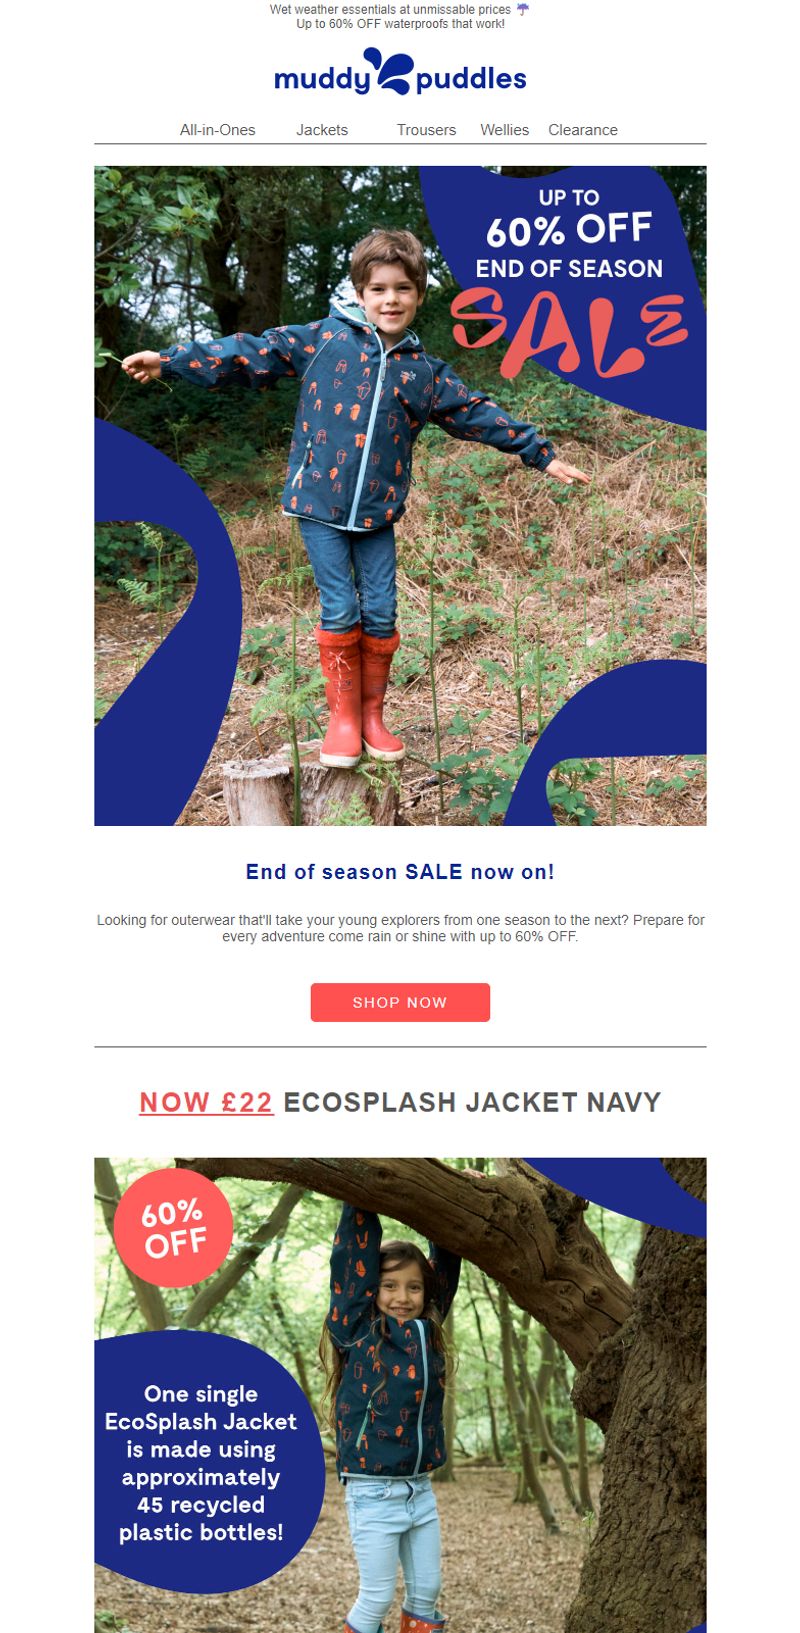 Wet weather essentials at unmissable prices ☔
Up to 60% OFF waterproofs that work!
muddy puddles
All-in-Ones Jackets Trousers Wellies Clearance
UP TO
60% OFF
END OF SEASON
SALE
End of season SALE now on!
Looking for outerwear that'll take your young explorers from one season to the next? Prepare for
every adventure come rain or shine with up to 60% OFF.
SHOP NOW
NOW £22 ECOSPLASH JACKET NAVY
60%
OFF
One single
EcoSplash Jacket
is made using
approximately
45 recycled
plastic bottles!